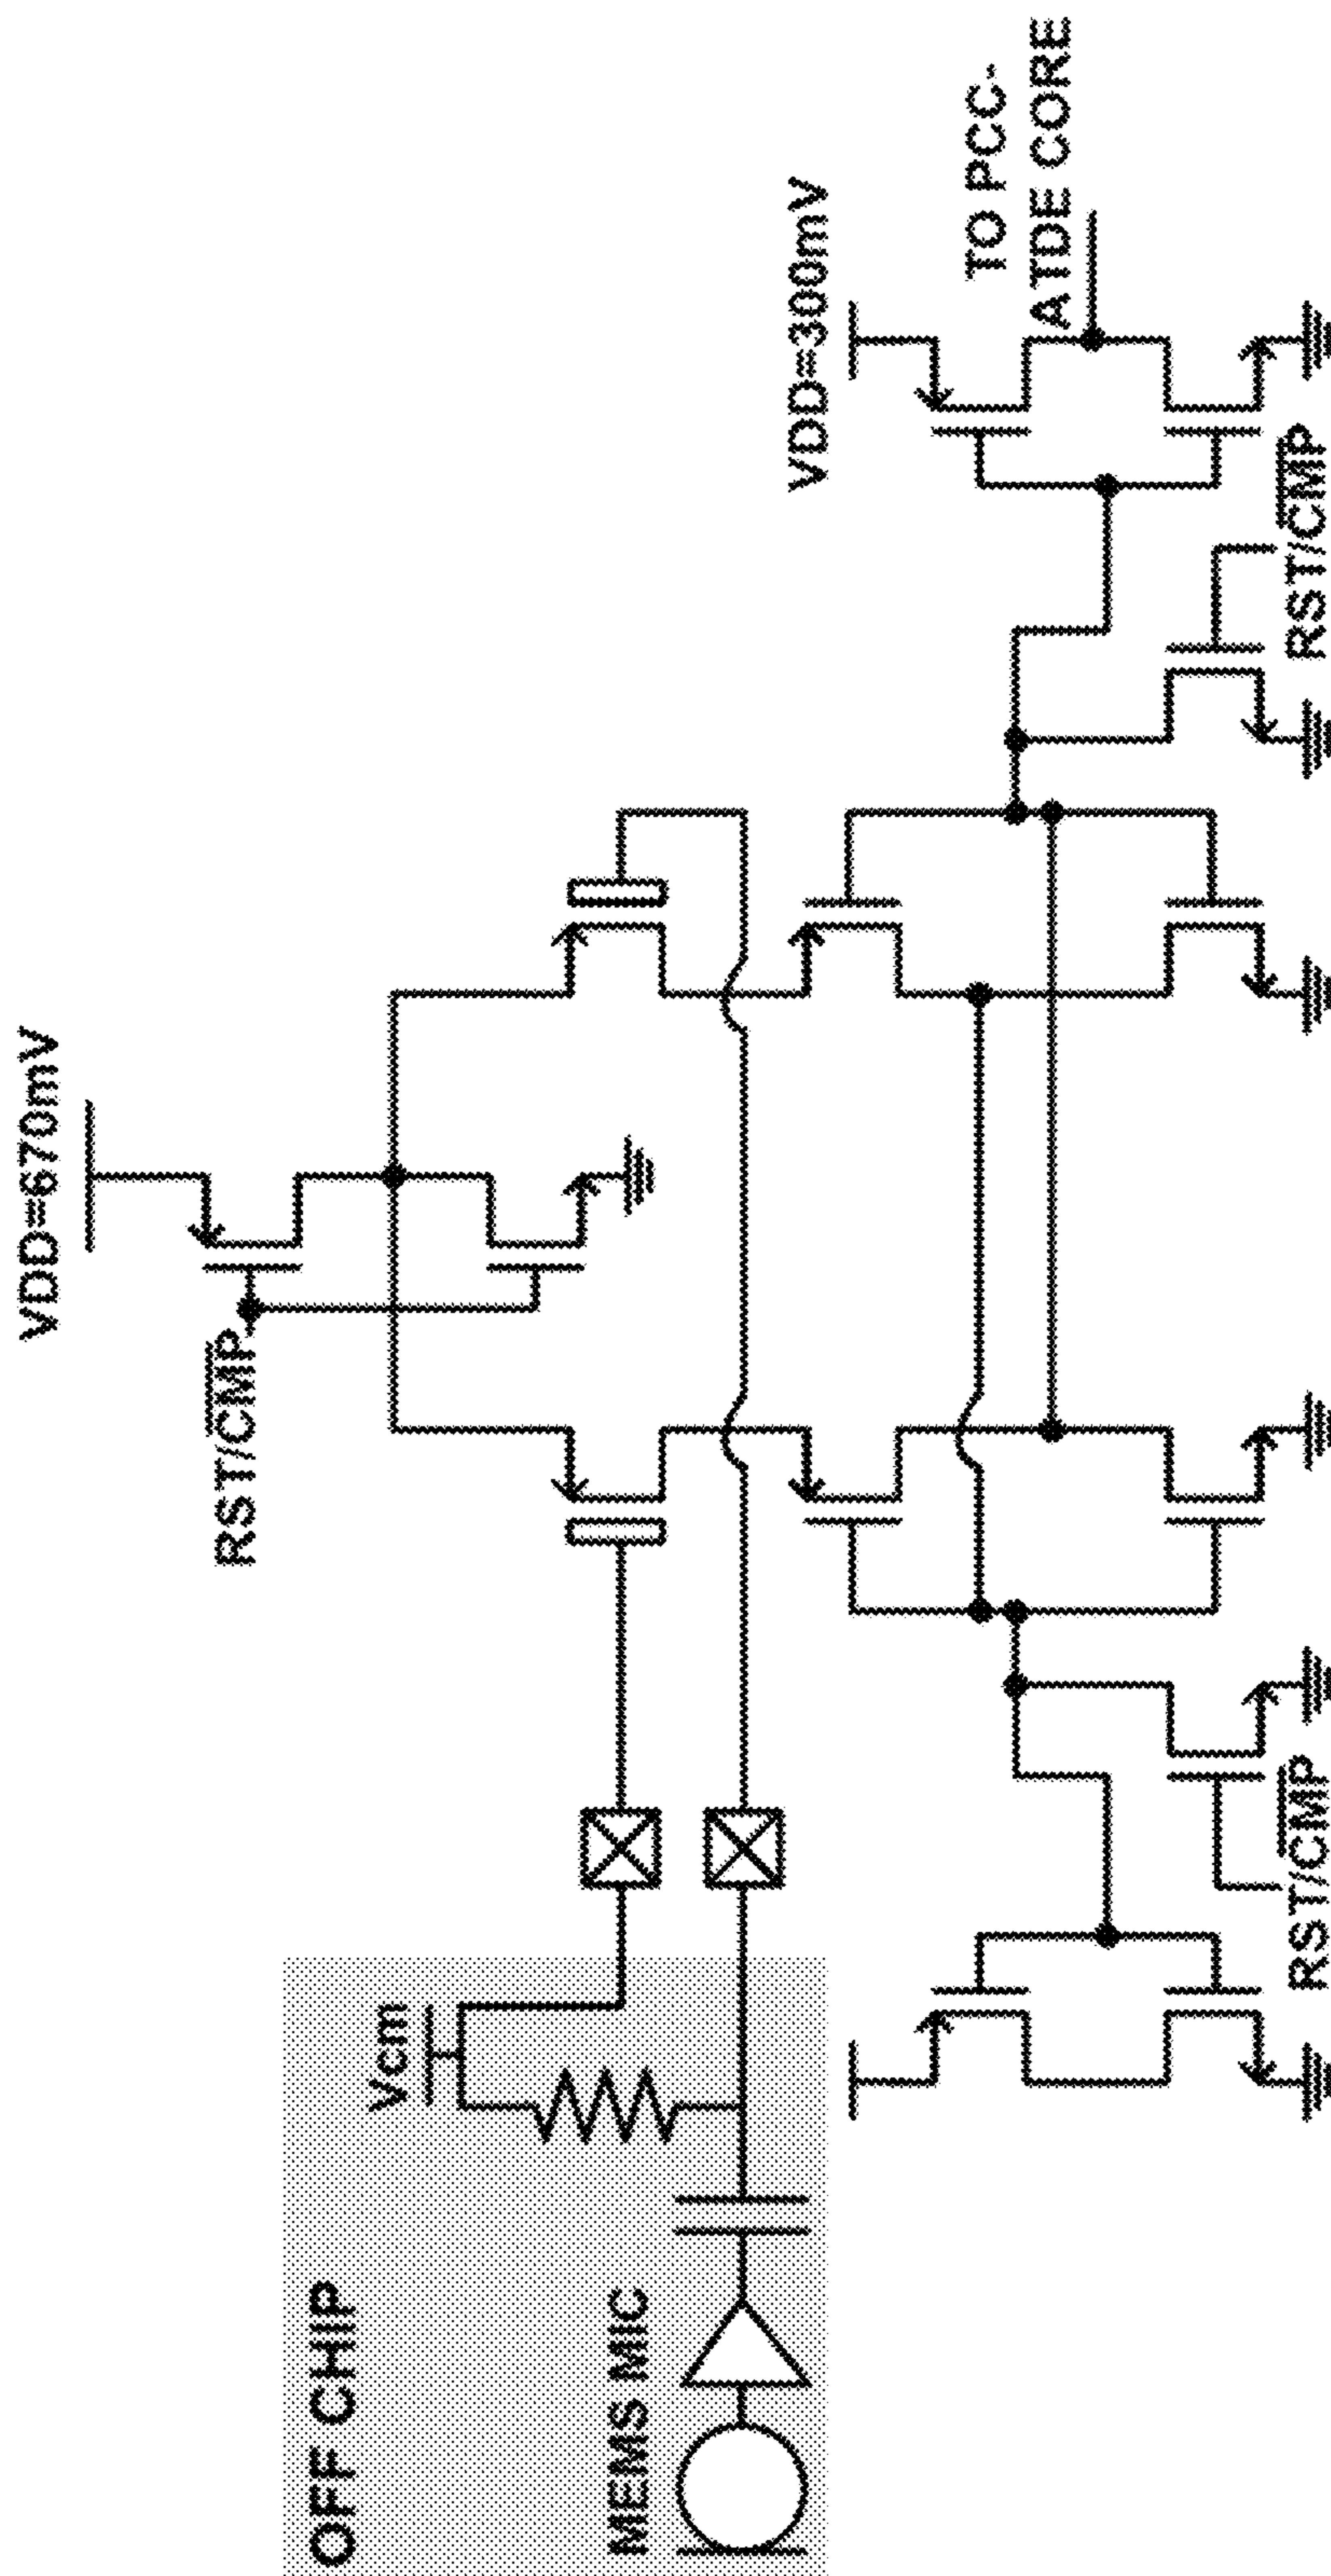 OFF CHIP
MEMS MIC
Vcm
RST/CMP
VDD=670mV
RST/CMP
RST/CMP
VDD=300mV
TO PCC-
ATDE CORE